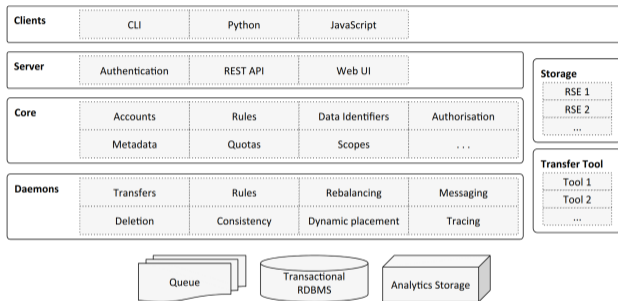 Clients
CLI Python JavaScript
Server
Authentication REST API Web UI
Core
Accounts Rules Data Identifiers Authorisation
Metadata Quotas Scopes ...
Daemons
Transfers Rules Rebalancing Messaging
Deletion Consistency Dynamic placement Tracing
Storage
RSE 1
RSE 2
...
Transfer Tool
Tool 1
Tool 2
...
Queue
Transactional
RDBMS
Analytics Storage